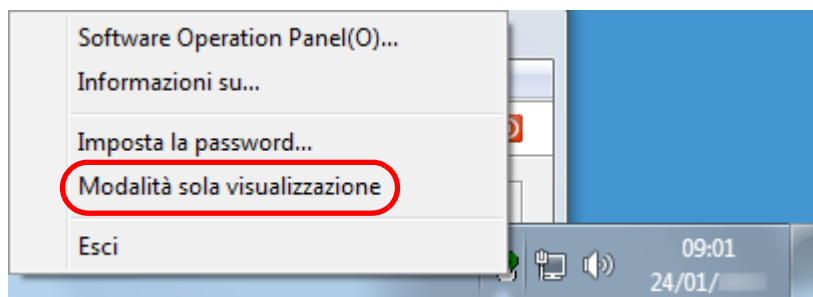 Software Operation Panel(O)...
Informazioni su...
Imposta la password...
Modalità sola visualizzazione
Esci
09:01
24/01/